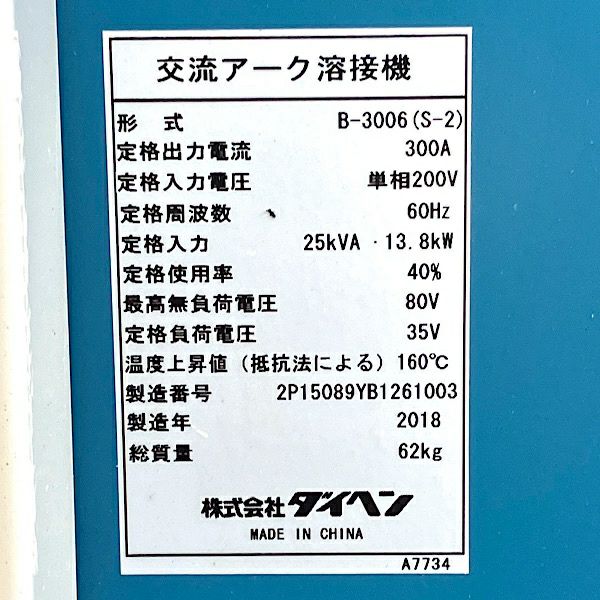 交流アーク溶接機
形 式 B-3006(S-2)
定格出力電流 300A
定格入力電圧 単相200V
定格周波数 60Hz
定格入力 25kVA・13.8kW
定格使用率 40%
最高無負荷電圧 80V
定格負荷電圧 35V
温度上昇値(抵抗法による) 160℃
製造番号 2P15089YB1261003
製造年 2018
総質量 62kg
株式会社ダイヘン
MADE IN CHINA
A7734